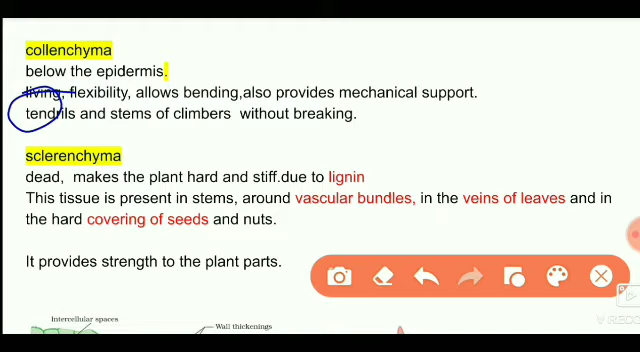 collenchyma
below the epidermis.
living, flexibility, allows bending,also provides mechanical support.
tendrils and stems of climbers without breaking.
sclerenchyma
dead, makes the plant hard and stiff.due to lignin
This tissue is present in stems, around vascular bundles, in the veins of leaves and in
the hard covering of seeds and nuts.
It provides strength to the plant parts.
Intercellular spaces
Wall thickenings